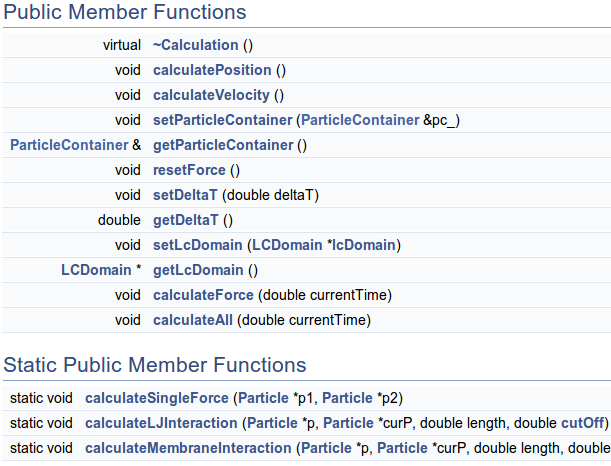 Public Member Functions
virtual ~Calculation ()
void calculatePosition ()
void calculateVelocity ()
void setParticleContainer (ParticleContainer &pc_)
ParticleContainer & getParticleContainer ()
void resetForce ()
void setDeltaT (double deltaT)
double getDeltaT ()
void setLcDomain (LCDomain *lcDomain)
LCDomain * getLcDomain ()
void calculateForce (double currentTime)
void calculateAll (double currentTime)
Static Public Member Functions
static void calculateSingleForce (Particle *p1, Particle *p2)
static void calculateLJInteraction (Particle *p, Particle *curP, double length, double cutOff)
static void calculateMembraneInteraction (Particle *p, Particle *curP, double length, double